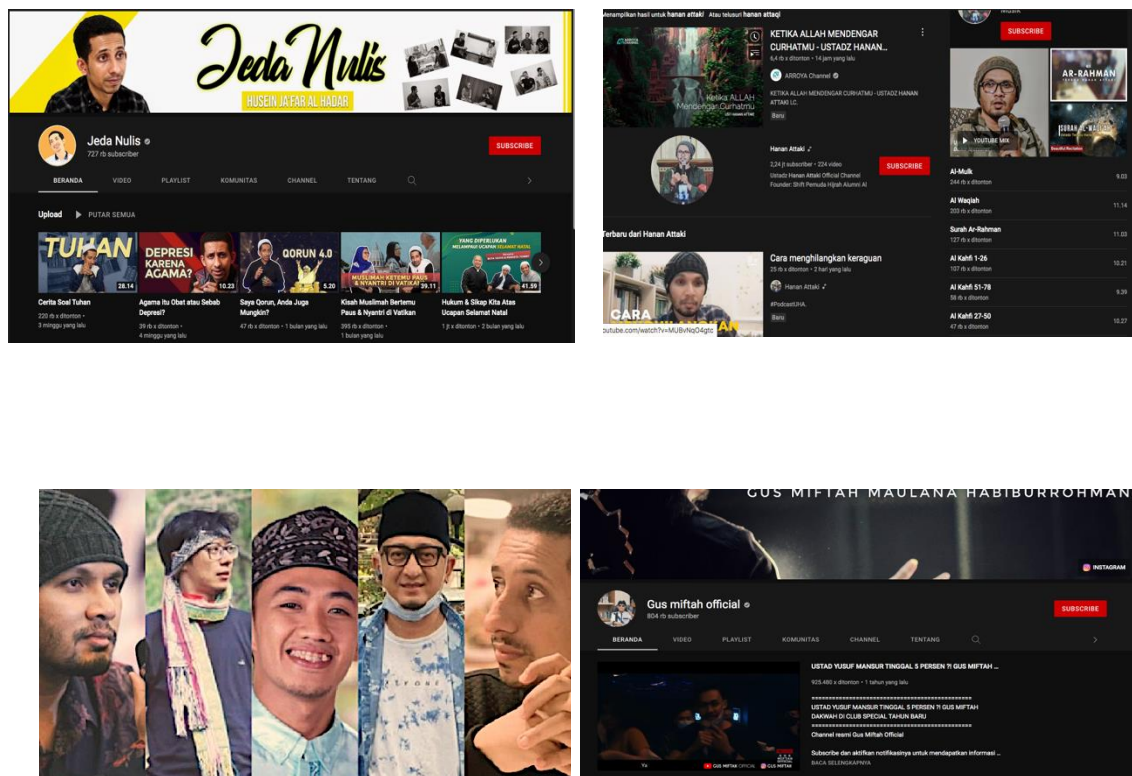 Jeda Nulis
HUSEIN JA'FAR AL HADAR
Jeda Nulis
727 rb subscriber
SUBSCRIBE
BERANDA VIDEO PLAYLIST KOMUNITAS CHANNEL TENTANG
Upload PUTAR SEMUA
TUHAN
28.14
DEPRESI
KARENA
AGAMA?
10.23
QORUN 4.0
5.20
MUSLIMAH KETEMU PAUS
& NYANTRI DI VATIKAN
39.11
YANG DIPERLUKAN
MELAMPAUI UCAPAN SELAMAT NATAL
41.59
Cerita Soal Tuhan
220 rb x ditonton •
3 minggu yang lalu
Agama itu Obat atau Sebab
Depresi?
39 rb x ditonton •
4 minggu yang lalu
Saya Qorun, Anda Juga
Mungkin?
47 rb x ditonton • 1 bulan yang lalu
Kisah Muslimah Bertemu
Paus & Nyantri di Vatikan
395 rb x ditonton •
1 bulan yang lalu
Hukum & Sikap Kita Atas
Ucapan Selamat Natal
1 jt x ditonton • 2 bulan yang lalu
Menampilkan hasil untuk hanan attaki Atau telusuri hanan attaqi
Ketika ALLAH
Mendengar Curhatmu
KETIKA ALLAH MENDENGAR
CURHATMU - USTADZ HANAN...
6,4 rb x ditonton • 14 jam yang lalu
ARROYA Channel
KETIKA ALLAH MENDENGAR CURHATMU - USTADZ HANAN
ATTAKI LC.
Baru
Hanan Attaki
2,24 jt subscriber • 224 video
Ustadz Hanan Attaki Official Channel
Founder: Shift Pemuda Hijrah Alumni Al
SUBSCRIBE
Terbaru dari Hanan Attaki
CARA
outube.com/watch?v=MUBvNqO4gtc
Cara menghilangkan keraguan
25 rb x ditonton • 2 hari yang lalu
Hanan Attaki
#PodcastUHA.
Baru
SUBSCRIBE
YOUTUBE MIX
AR-RAHMAN
Al-Mulk
244 rb x ditonton
9.03
Al Waqiah
203 rb x ditonton
11.14
Surah Ar-Rahman
127 rb x ditonton
11.03
Al Kahfi 1-26
107 rb x ditonton
10.21
Al Kahfi 51-78
58 rb x ditonton
9.39
Al Kahfi 27-50
47 rb x ditonton
10.27
GUS MIFTAH MAULANA HABIBURROHMAN
INSTAGRAM
Gus miftah official
804 rb subscriber
SUBSCRIBE
BERANDA VIDEO PLAYLIST KOMUNITAS CHANNEL TENTANG
GUS MIFTAH OFFICIAL GUS MIFTAH
USTAD YUSUF MANSUR TINGGAL 5 PERSEN ?! GUS MIFTAH ...
925.480 x ditonton • 1 tahun yang lalu
==============================================
USTAD YUSUF MANSUR TINGGAL 5 PERSEN ?! GUS MIFTAH
DAKWAH DI CLUB SPECIAL TAHUN BARU
==============================================
Channel resmi Gus Miftah Official
Subscribe dan aktifkan notifikasinya untuk mendapatkan informasi ...
BACA SELENGKAPNYA